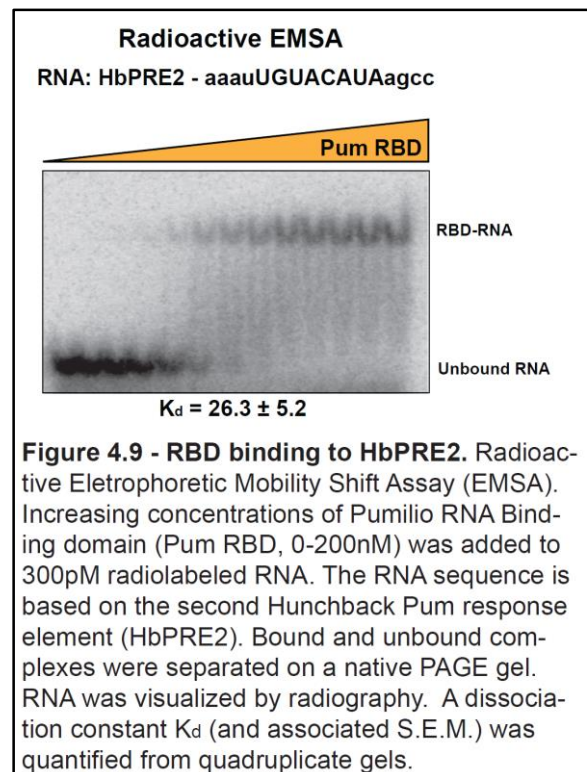 Radioactive EMSA
RNA: HbPRE2 - aaauUGUACAUAagcc
Pum RBD
RBD-RNA
Unbound RNA
Kd = 26.3 ± 5.2
Figure 4.9 - RBD binding to HbPRE2. Radioac-
tive Eletrophoretic Mobility Shift Assay (EMSA).
Increasing concentrations of Pumilio RNA Bind-
ing domain (Pum RBD, 0-200nM) was added to
300pM radiolabeled RNA. The RNA sequence is
based on the second Hunchback Pum response
element (HbPRE2). Bound and unbound com-
plexes were separated on a native PAGE gel.
RNA was visualized by radiography. A dissocia-
tion constant Kd (and associated S.E.M.) was
quantified from quadruplicate gels.